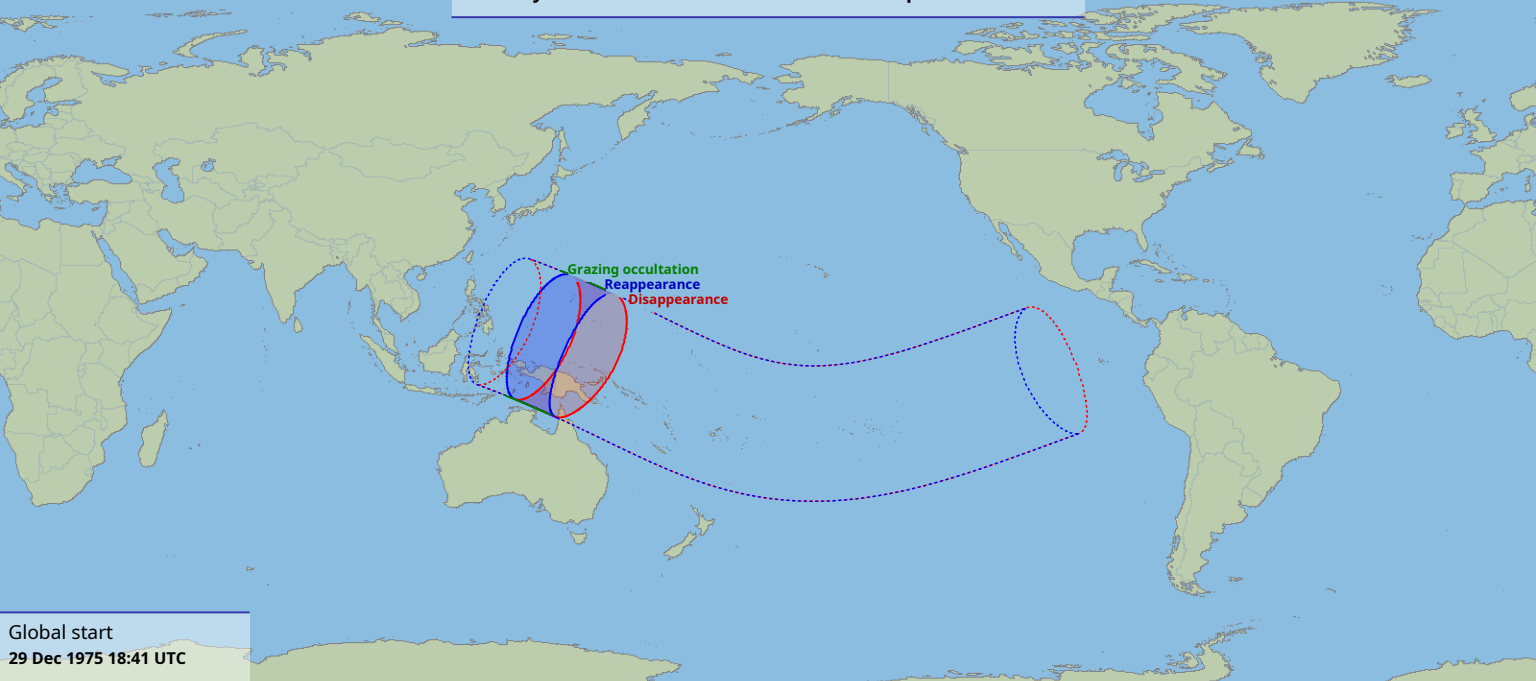 Grazing occultation
Reappearance
Disappearance
Global start
29 Dec 1975 18:41 UTC